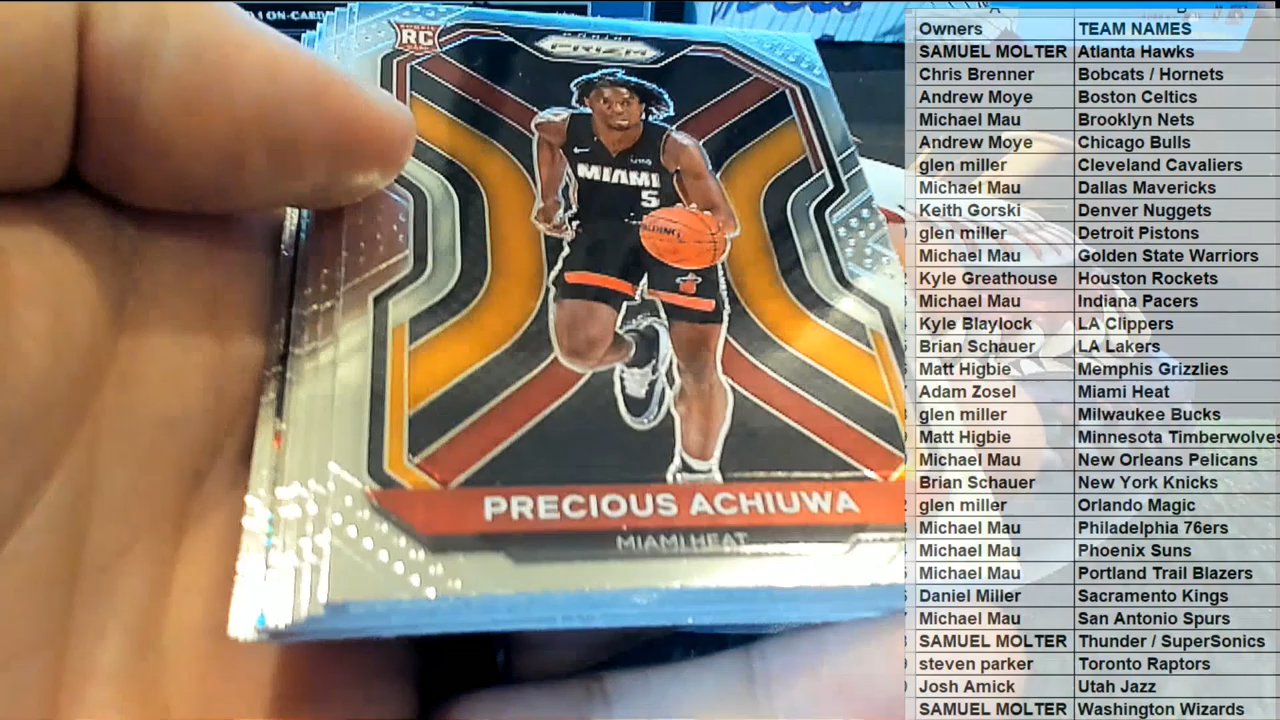 1 ON-CARD
RC
PANINI
PRIZM
MIAMI
5
SPALDING
PRECIOUS ACHIUWA
MIAMI HEAT
Owners TEAM NAMES
SAMUEL MOLTER Atlanta Hawks
Chris Brenner Bobcats / Hornets
Andrew Moye Boston Celtics
Michael Mau Brooklyn Nets
Andrew Moye Chicago Bulls
glen miller Cleveland Cavaliers
Michael Mau Dallas Mavericks
Keith Gorski Denver Nuggets
glen miller Detroit Pistons
Michael Mau Golden State Warriors
Kyle Greathouse Houston Rockets
Michael Mau Indiana Pacers
Kyle Blaylock LA Clippers
Brian Schauer LA Lakers
Matt Higbie Memphis Grizzlies
Adam Zosel Miami Heat
glen miller Milwaukee Bucks
Matt Higbie Minnesota Timberwolves
Michael Mau New Orleans Pelicans
Brian Schauer New York Knicks
glen miller Orlando Magic
Michael Mau Philadelphia 76ers
Michael Mau Phoenix Suns
Michael Mau Portland Trail Blazers
Daniel Miller Sacramento Kings
Michael Mau San Antonio Spurs
SAMUEL MOLTER Thunder / SuperSonics
steven parker Toronto Raptors
Josh Amick Utah Jazz
SAMUEL MOLTER Washington Wizards